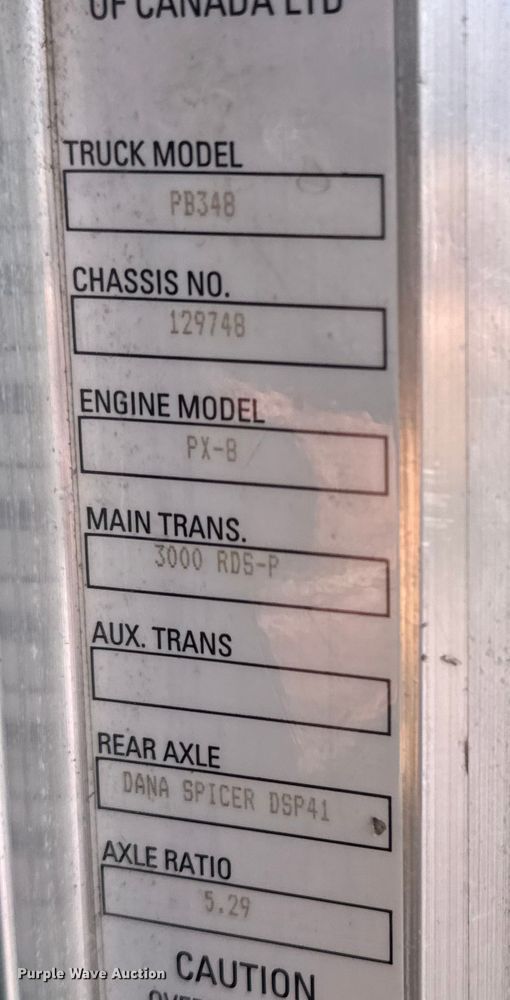 OF CANADA LTD
TRUCK MODEL
PB348
CHASSIS NO.
129748
ENGINE MODEL
PX-8
MAIN TRANS.
3000 RDS-P
AUX. TRANS
REAR AXLE
DANA SPICER DSP41
AXLE RATIO
5.29
CAUTION
Purple Wave Auction